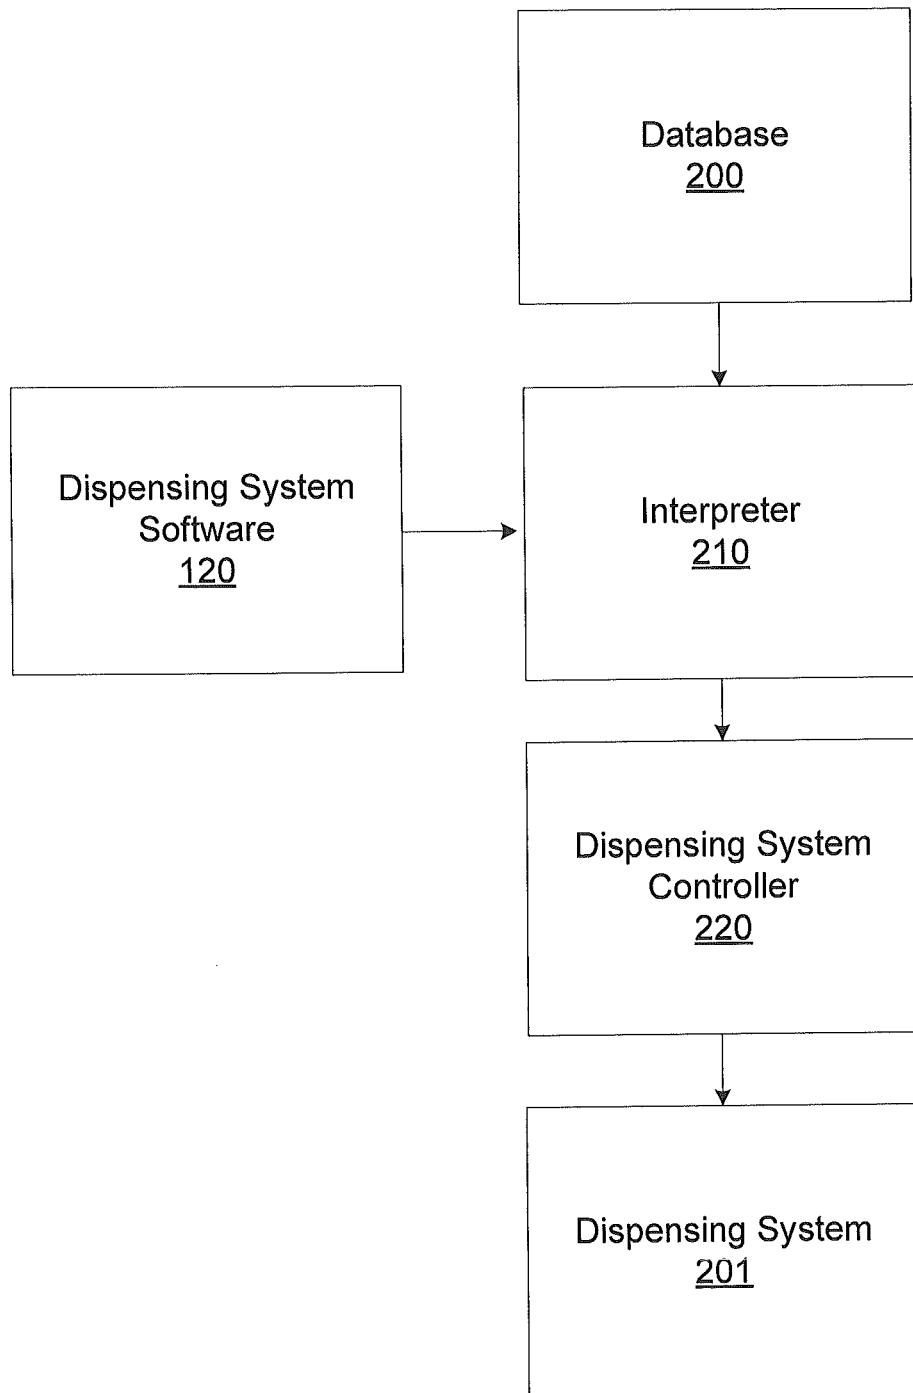 Database
200
Dispensing System
Software
120
Interpreter
210
Dispensing System
Controller
220
Dispensing System
201